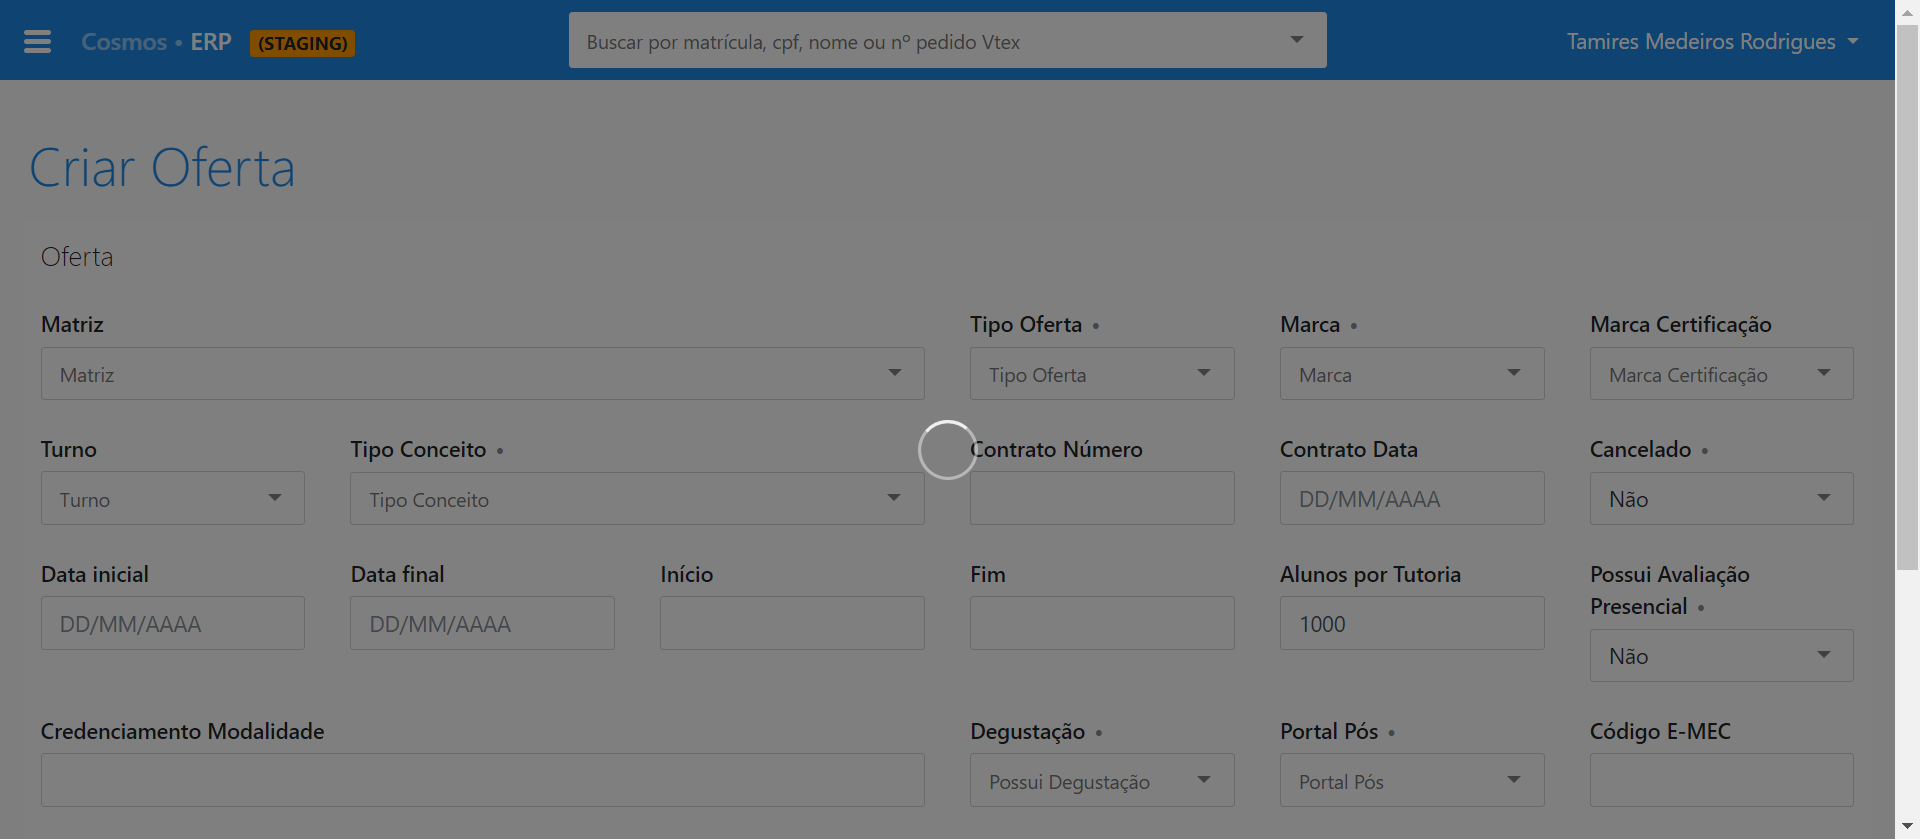 Cosmos • ERP (STAGING)
Buscar por matrícula, cpf, nome ou nº pedido Vtex
Tamires Medeiros Rodrigues
Criar Oferta
Oferta
Matriz
Tipo Oferta •
Marca •
Marca Certificação
Matriz
Tipo Oferta
Marca
Marca Certificação
Turno
Tipo Conceito •
Contrato Número
Contrato Data
Cancelado •
Turno
Tipo Conceito
DD/MM/AAAA
Não
Data inicial
Data final
Início
Fim
Alunos por Tutoria
Possui Avaliação
Presencial •
DD/MM/AAAA
DD/MM/AAAA
1000
Não
Credenciamento Modalidade
Degustação •
Portal Pós •
Código E-MEC
Possui Degustação
Portal Pós